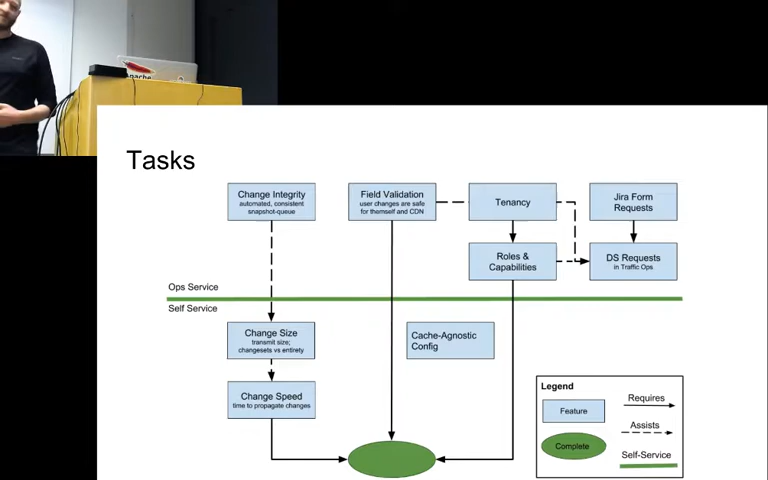 Apache
Tasks
Change Integrity
automated, consistent
snapshot-queue
Field Validation
user changes are safe
for themself and CDN
Tenancy
Jira Form
Requests
Roles &
Capabilities
DS Requests
in Traffic Ops
Ops Service
Self Service
Change Size
transmit size;
changesets vs entirety
Cache-Agnostic
Config
Change Speed
time to propagate changes
Legend
Feature
Requires
Assists
Complete
Self-Service